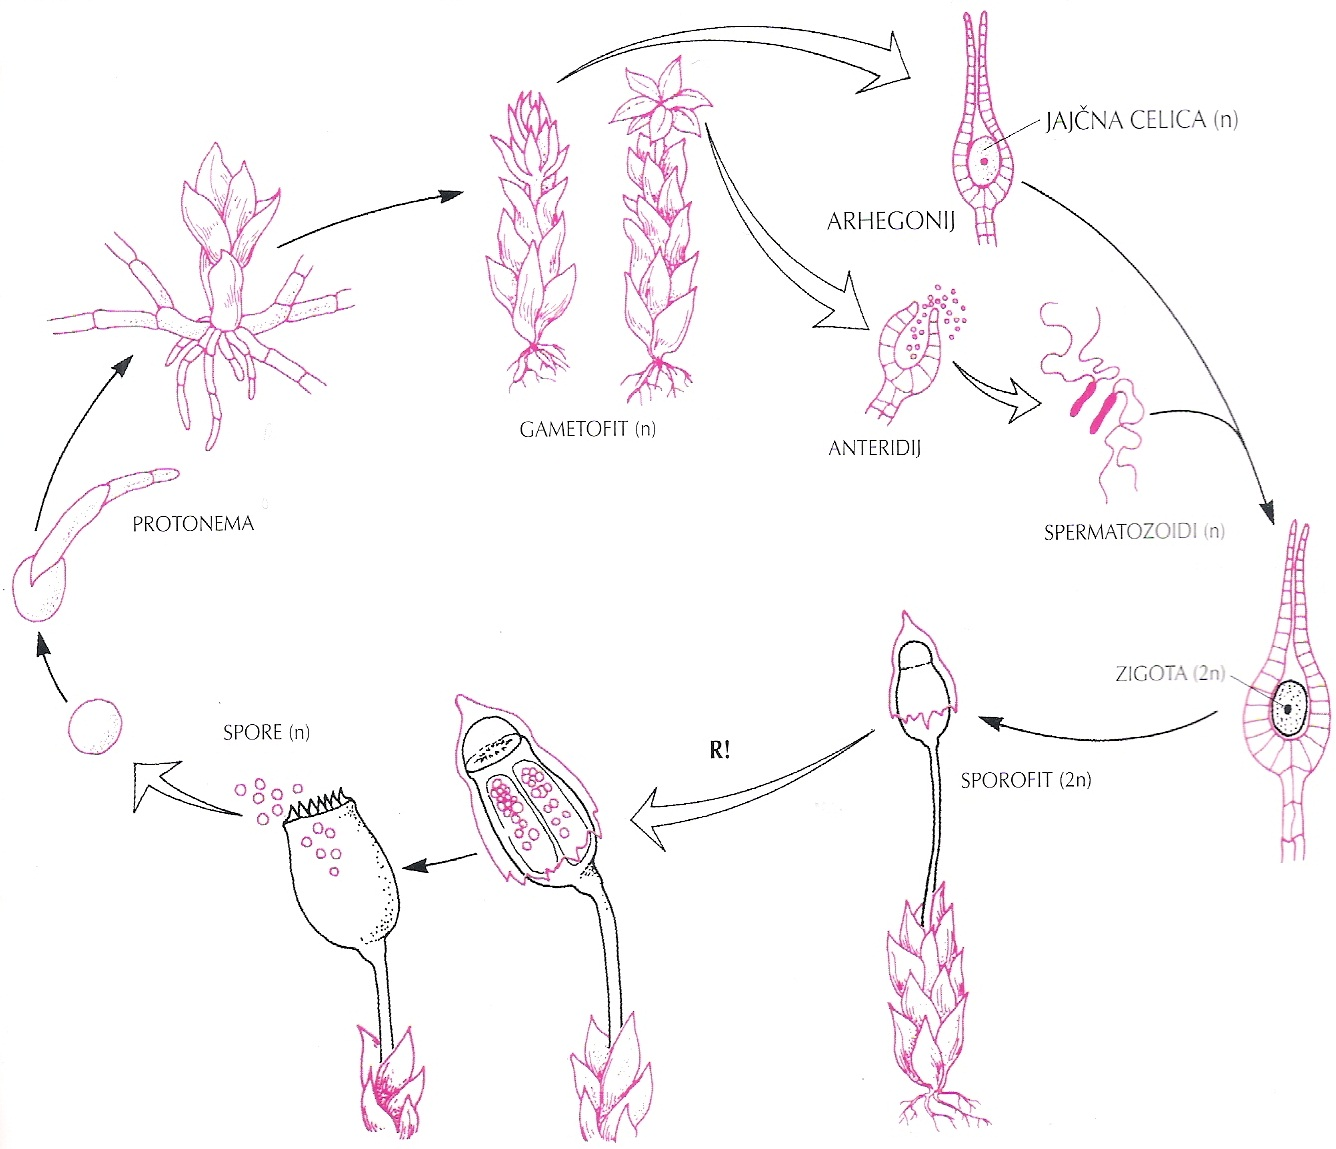 JAJČNA CELICA (n)
ARHEGONIJ
GAMETOFIT (n)
ANTERIDIJ
PROTONEMA
SPERMATOZOIDI (n)
ZIGOTA (2n)
SPORE (n)
R!
SPOROFIT (2n)